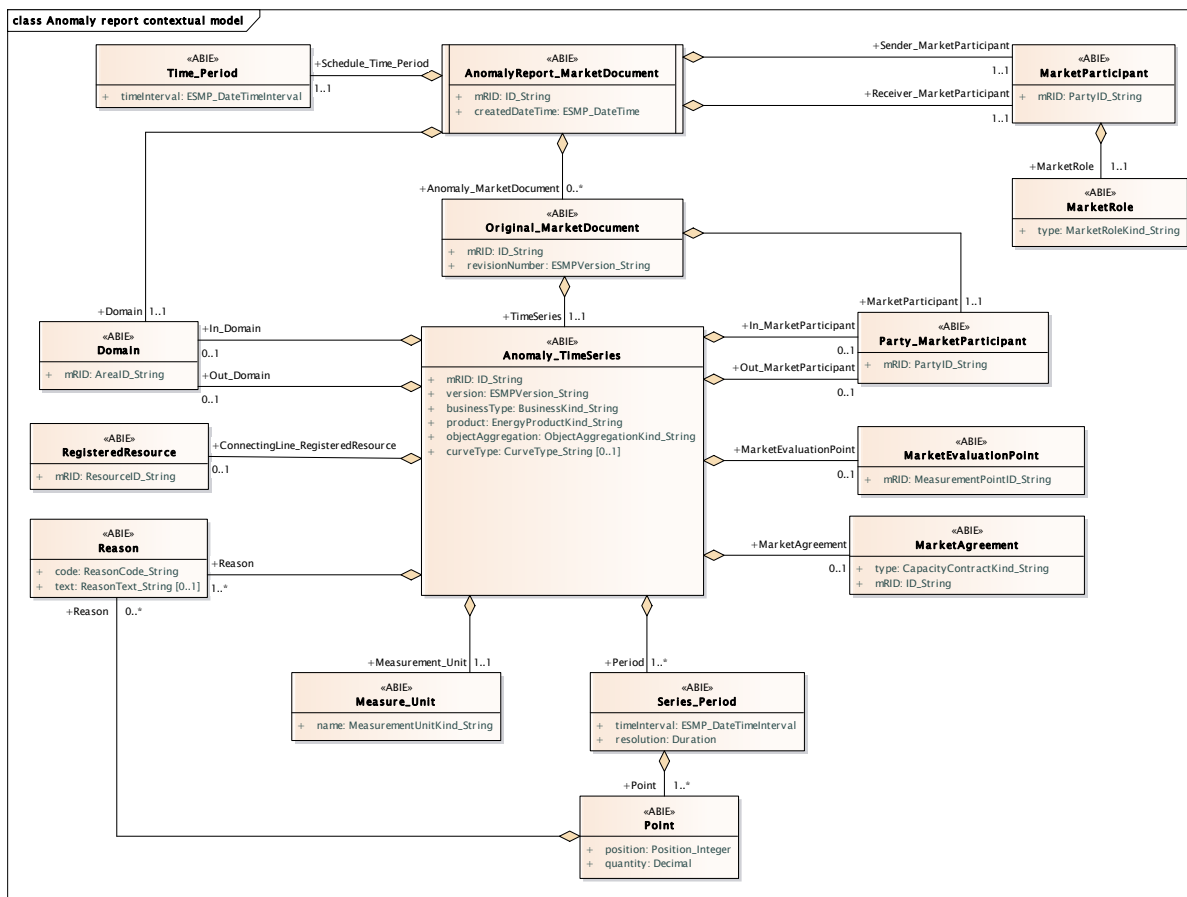 class Anomaly report contextual model
«ABIE»
Time_Period
+ timeInterval: ESMP_DateTimeInterval
+Schedule_Time_Period
1..1
«ABIE»
AnomalyReport_MarketDocument
+ mRID: ID_String
+ createdDateTime: ESMP_DateTime
+Sender_MarketParticipant
1..1
+Receiver_MarketParticipant
1..1
«ABIE»
MarketParticipant
+ mRID: PartyID_String
+MarketRole 1..1
«ABIE»
MarketRole
+ type: MarketRoleKind_String
+Anomaly_MarketDocument 0..*
«ABIE»
Original_MarketDocument
+ mRID: ID_String
+ revisionNumber: ESMPVersion_String
+TimeSeries 1..1
+MarketParticipant 1..1
+Domain 1..1
«ABIE»
Domain
+ mRID: AreaID_String
+In_Domain
0..1
+Out_Domain
0..1
«ABIE»
Anomaly_TimeSeries
+ mRID: ID_String
+ version: ESMPVersion_String
+ businessType: BusinessKind_String
+ product: EnergyProductKind_String
+ objectAggregation: ObjectAggregationKind_String
+ curveType: CurveType_String [0..1]
+In_MarketParticipant
0..1
+Out_MarketParticipant
0..1
«ABIE»
Party_MarketParticipant
+ mRID: PartyID_String
«ABIE»
RegisteredResource
+ mRID: ResourceID_String
+ConnectingLine_RegisteredResource
0..1
+MarketEvaluationPoint
0..1
«ABIE»
MarketEvaluationPoint
+ mRID: MeasurementPointID_String
«ABIE»
Reason
+ code: ReasonCode_String
+ text: ReasonText_String [0..1]
+Reason
1..*
+Reason 0..*
+MarketAgreement
0..1
«ABIE»
MarketAgreement
+ type: CapacityContractKind_String
+ mRID: ID_String
+Measurement_Unit 1..1
«ABIE»
Measure_Unit
+ name: MeasurementUnitKind_String
+Period 1..*
«ABIE»
Series_Period
+ timeInterval: ESMP_DateTimeInterval
+ resolution: Duration
+Point 1..*
«ABIE»
Point
+ position: Position_Integer
+ quantity: Decimal